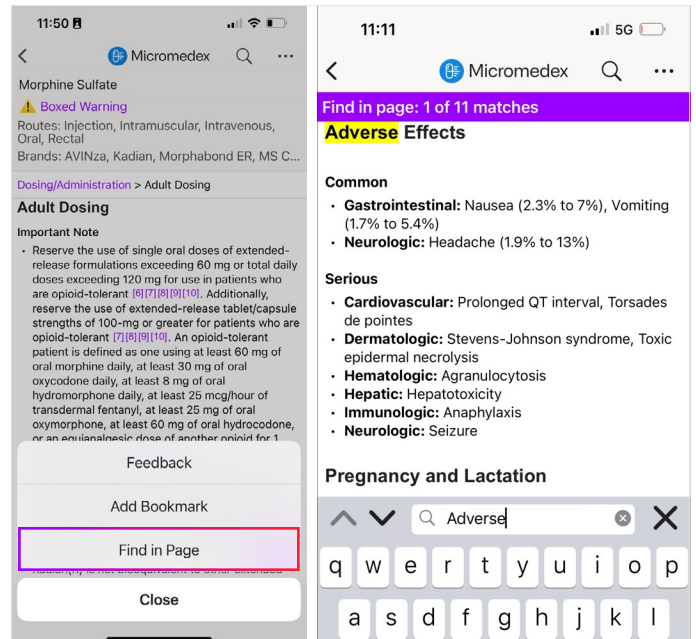 11:50
Micromedex
Morphine Sulfate
Boxed Warning
Routes: Injection, Intramuscular, Intravenous,
Oral, Rectal
Brands: AVINza, Kadian, Morphabond ER, MS C...
Dosing/Administration > Adult Dosing
Adult Dosing
Important Note
• Reserve the use of single oral doses of extended-
release formulations exceeding 60 mg or total daily
doses exceeding 120 mg for use in patients who
are opioid-tolerant [6][7][8][9][10]. Additionally,
reserve the use of extended-release tablet/capsule
strengths of 100-mg or greater for patients who are
opioid-tolerant [7][8][9][10]. An opioid-tolerant
patient is defined as one using at least 60 mg of
oral morphine daily, at least 30 mg of oral
oxycodone daily, at least 8 mg of oral
hydromorphone daily, at least 25 mcg/hour of
transdermal fentanyl, at least 25 mg of oral
oxymorphone, at least 60 mg of oral hydrocodone,
or an equianalgesic dose of another opioid for 1
Feedback
Add Bookmark
Find in Page
Close
11:11
5G
Micromedex
Find in page: 1 of 11 matches
Adverse Effects
Common
• Gastrointestinal: Nausea (2.3% to 7%), Vomiting
(1.7% to 5.4%)
• Neurologic: Headache (1.9% to 13%)
Serious
• Cardiovascular: Prolonged QT interval, Torsades
de pointes
• Dermatologic: Stevens-Johnson syndrome, Toxic
epidermal necrolysis
• Hematologic: Agranulocytosis
• Hepatic: Hepatotoxicity
• Immunologic: Anaphylaxis
• Neurologic: Seizure
Pregnancy and Lactation
Adverse
q w e r t y u i o p
a s d f g h j k l